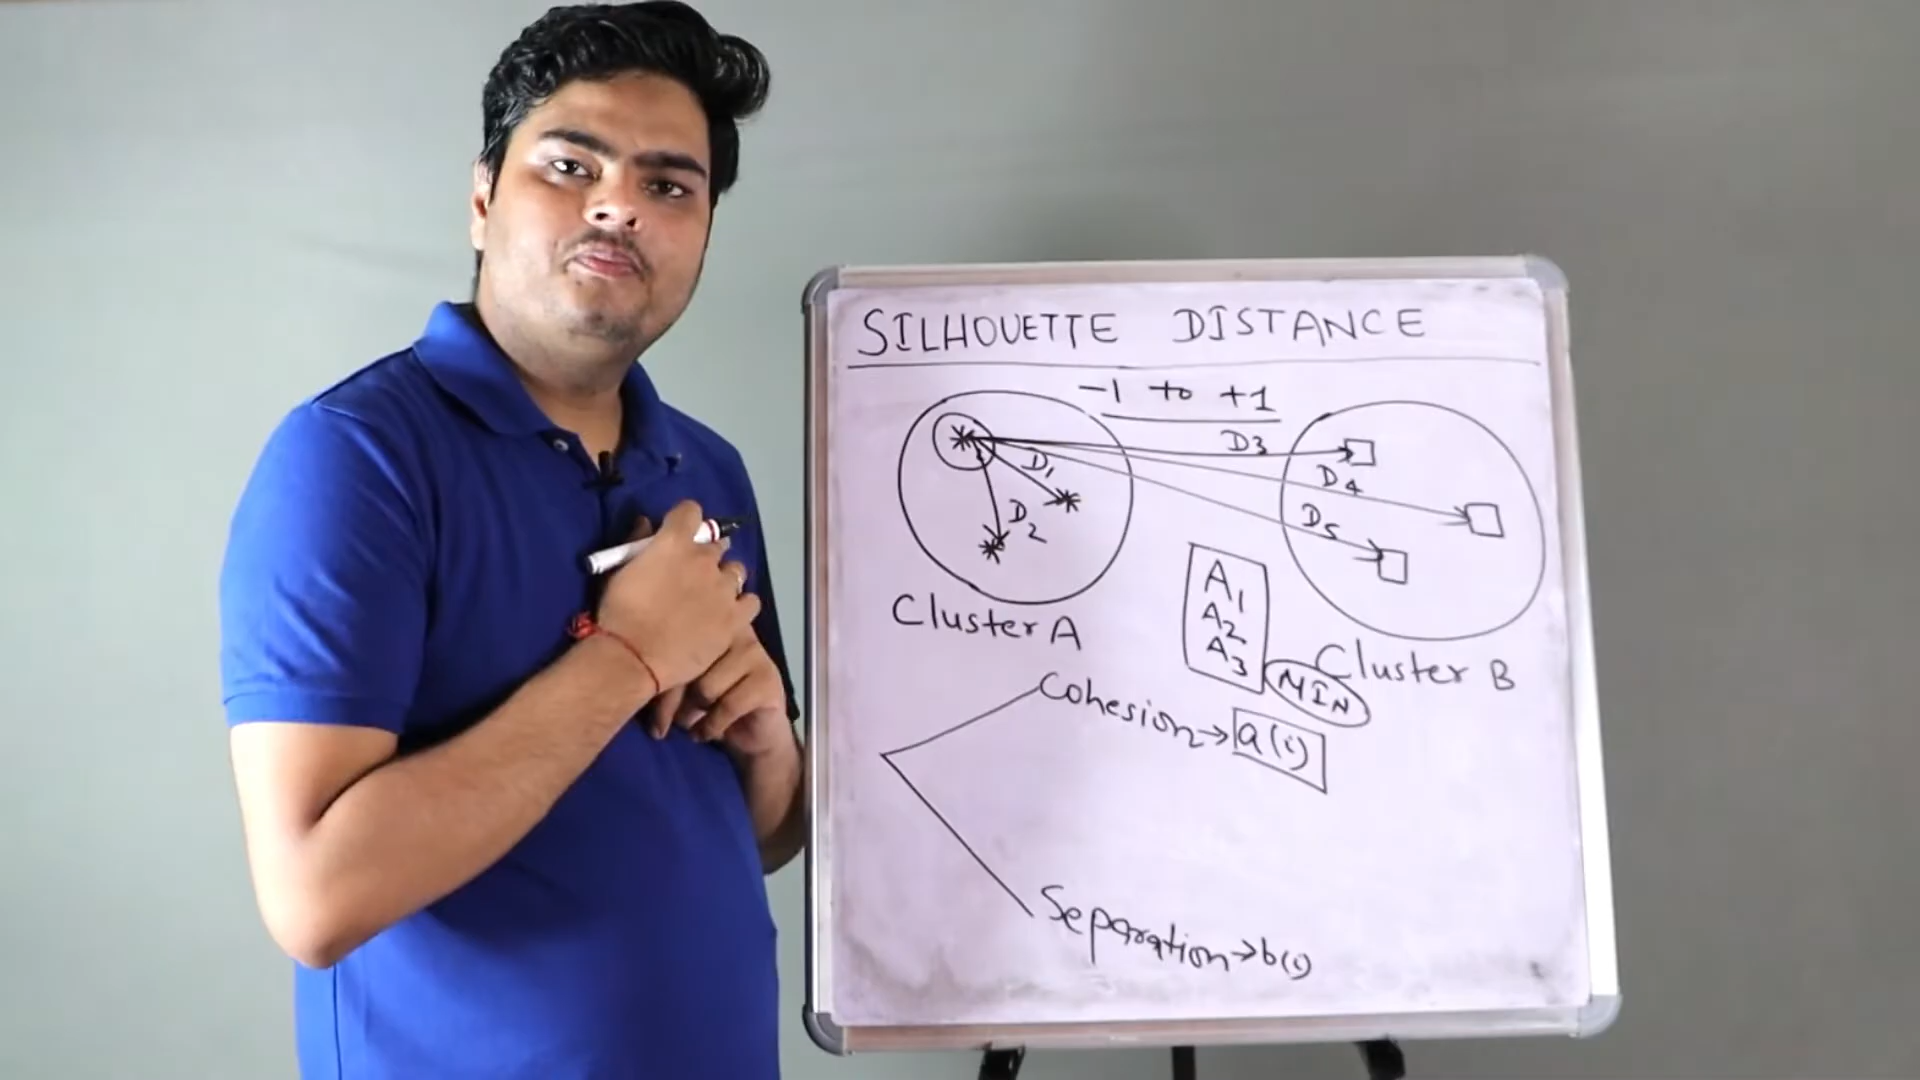 SILHOUETTE DISTANCE
-1 to +1
D3
D1
D4
D2
D5
A1
A2
A3
Cluster A
Cluster B
MIN
Cohesion → a(i)
Separation → b(i)